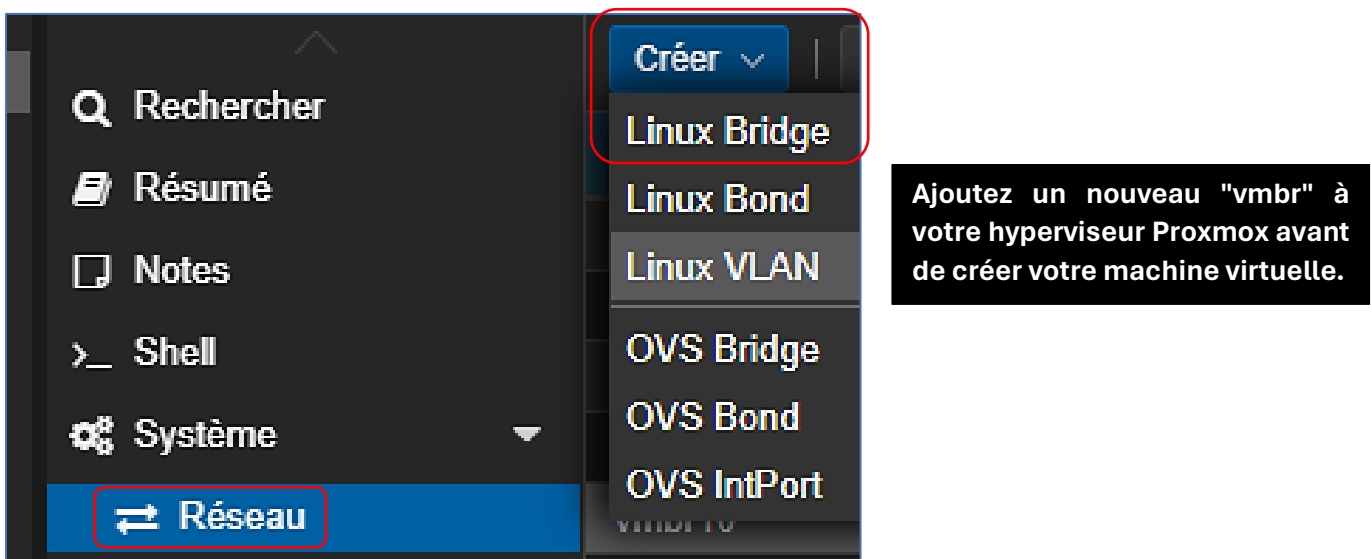 Rechercher
Résumé
Notes
Shell
Système
Réseau
Créer
Linux Bridge
Linux Bond
Linux VLAN
OVS Bridge
OVS Bond
OVS IntPort
Ajoutez un nouveau "vmbr" à
votre hyperviseur Proxmox avant
de créer votre machine virtuelle.